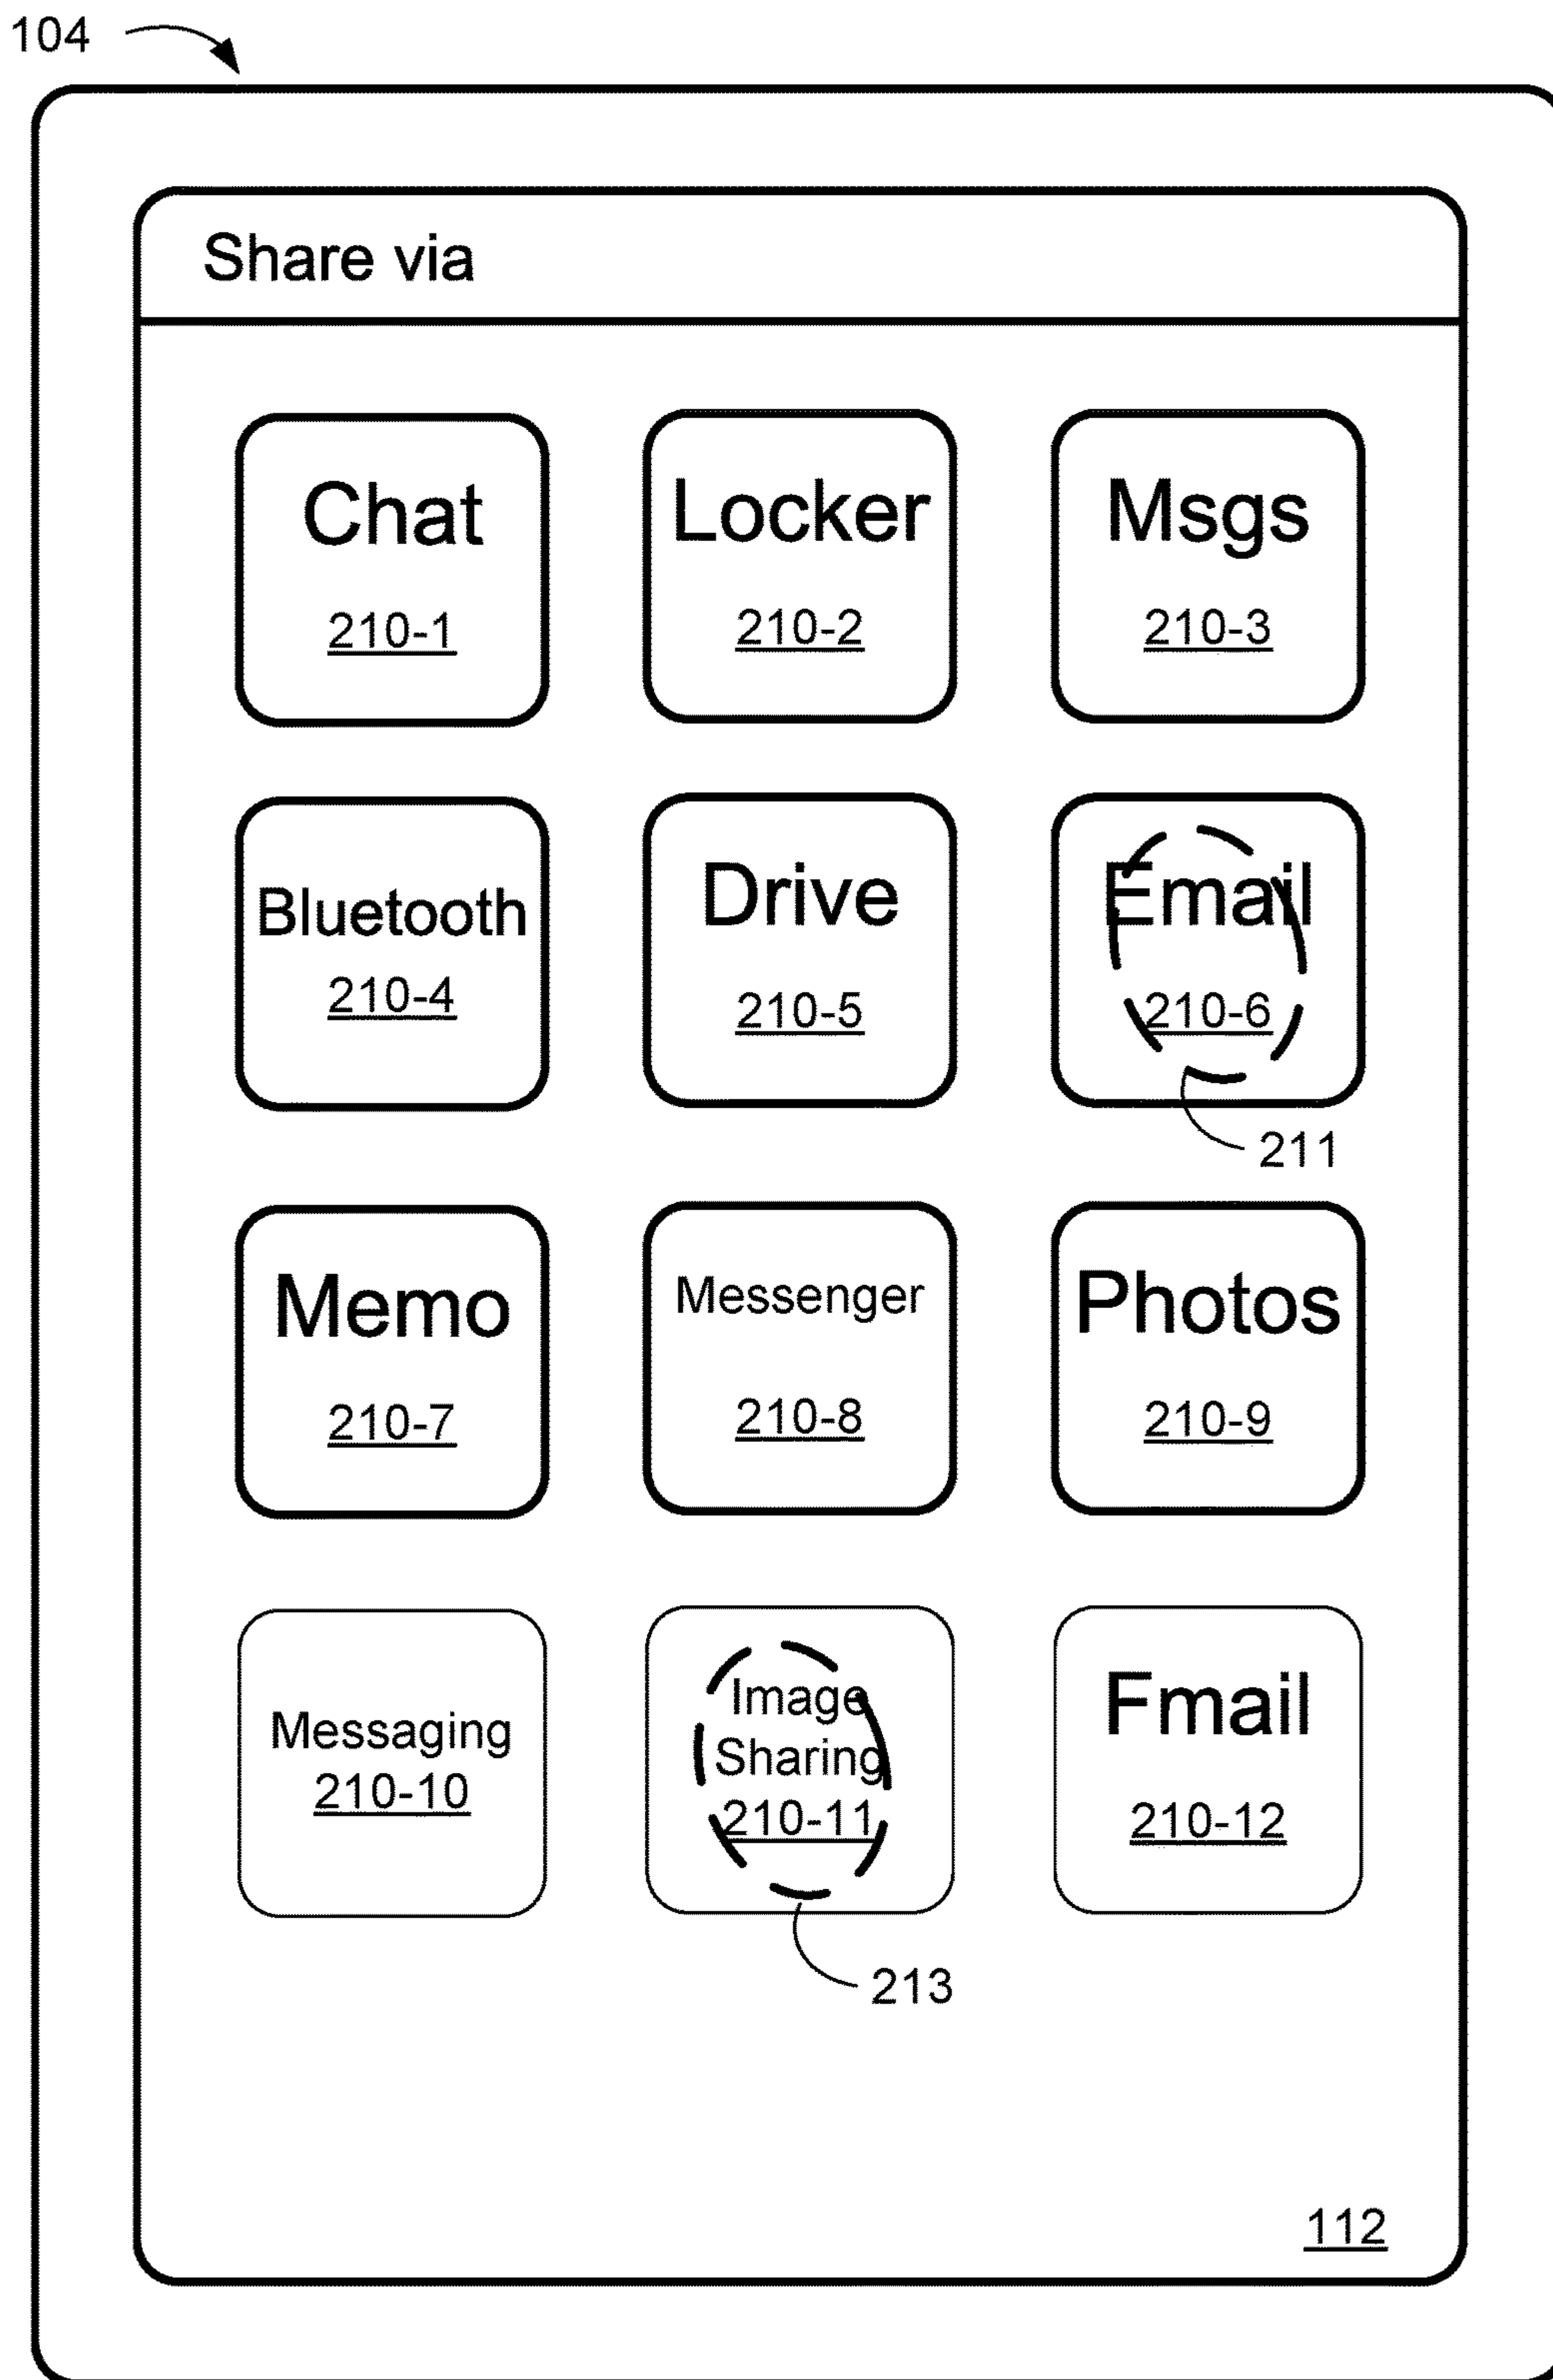 104
Share via
Chat
210-1
Locker
210-2
Msgs
210-3
Bluetooth
210-4
Drive
210-5
Email
210-6
211
Memo
210-7
Messenger
210-8
Photos
210-9
Messaging
210-10
Image
Sharing
210-11
213
Fmail
210-12
112